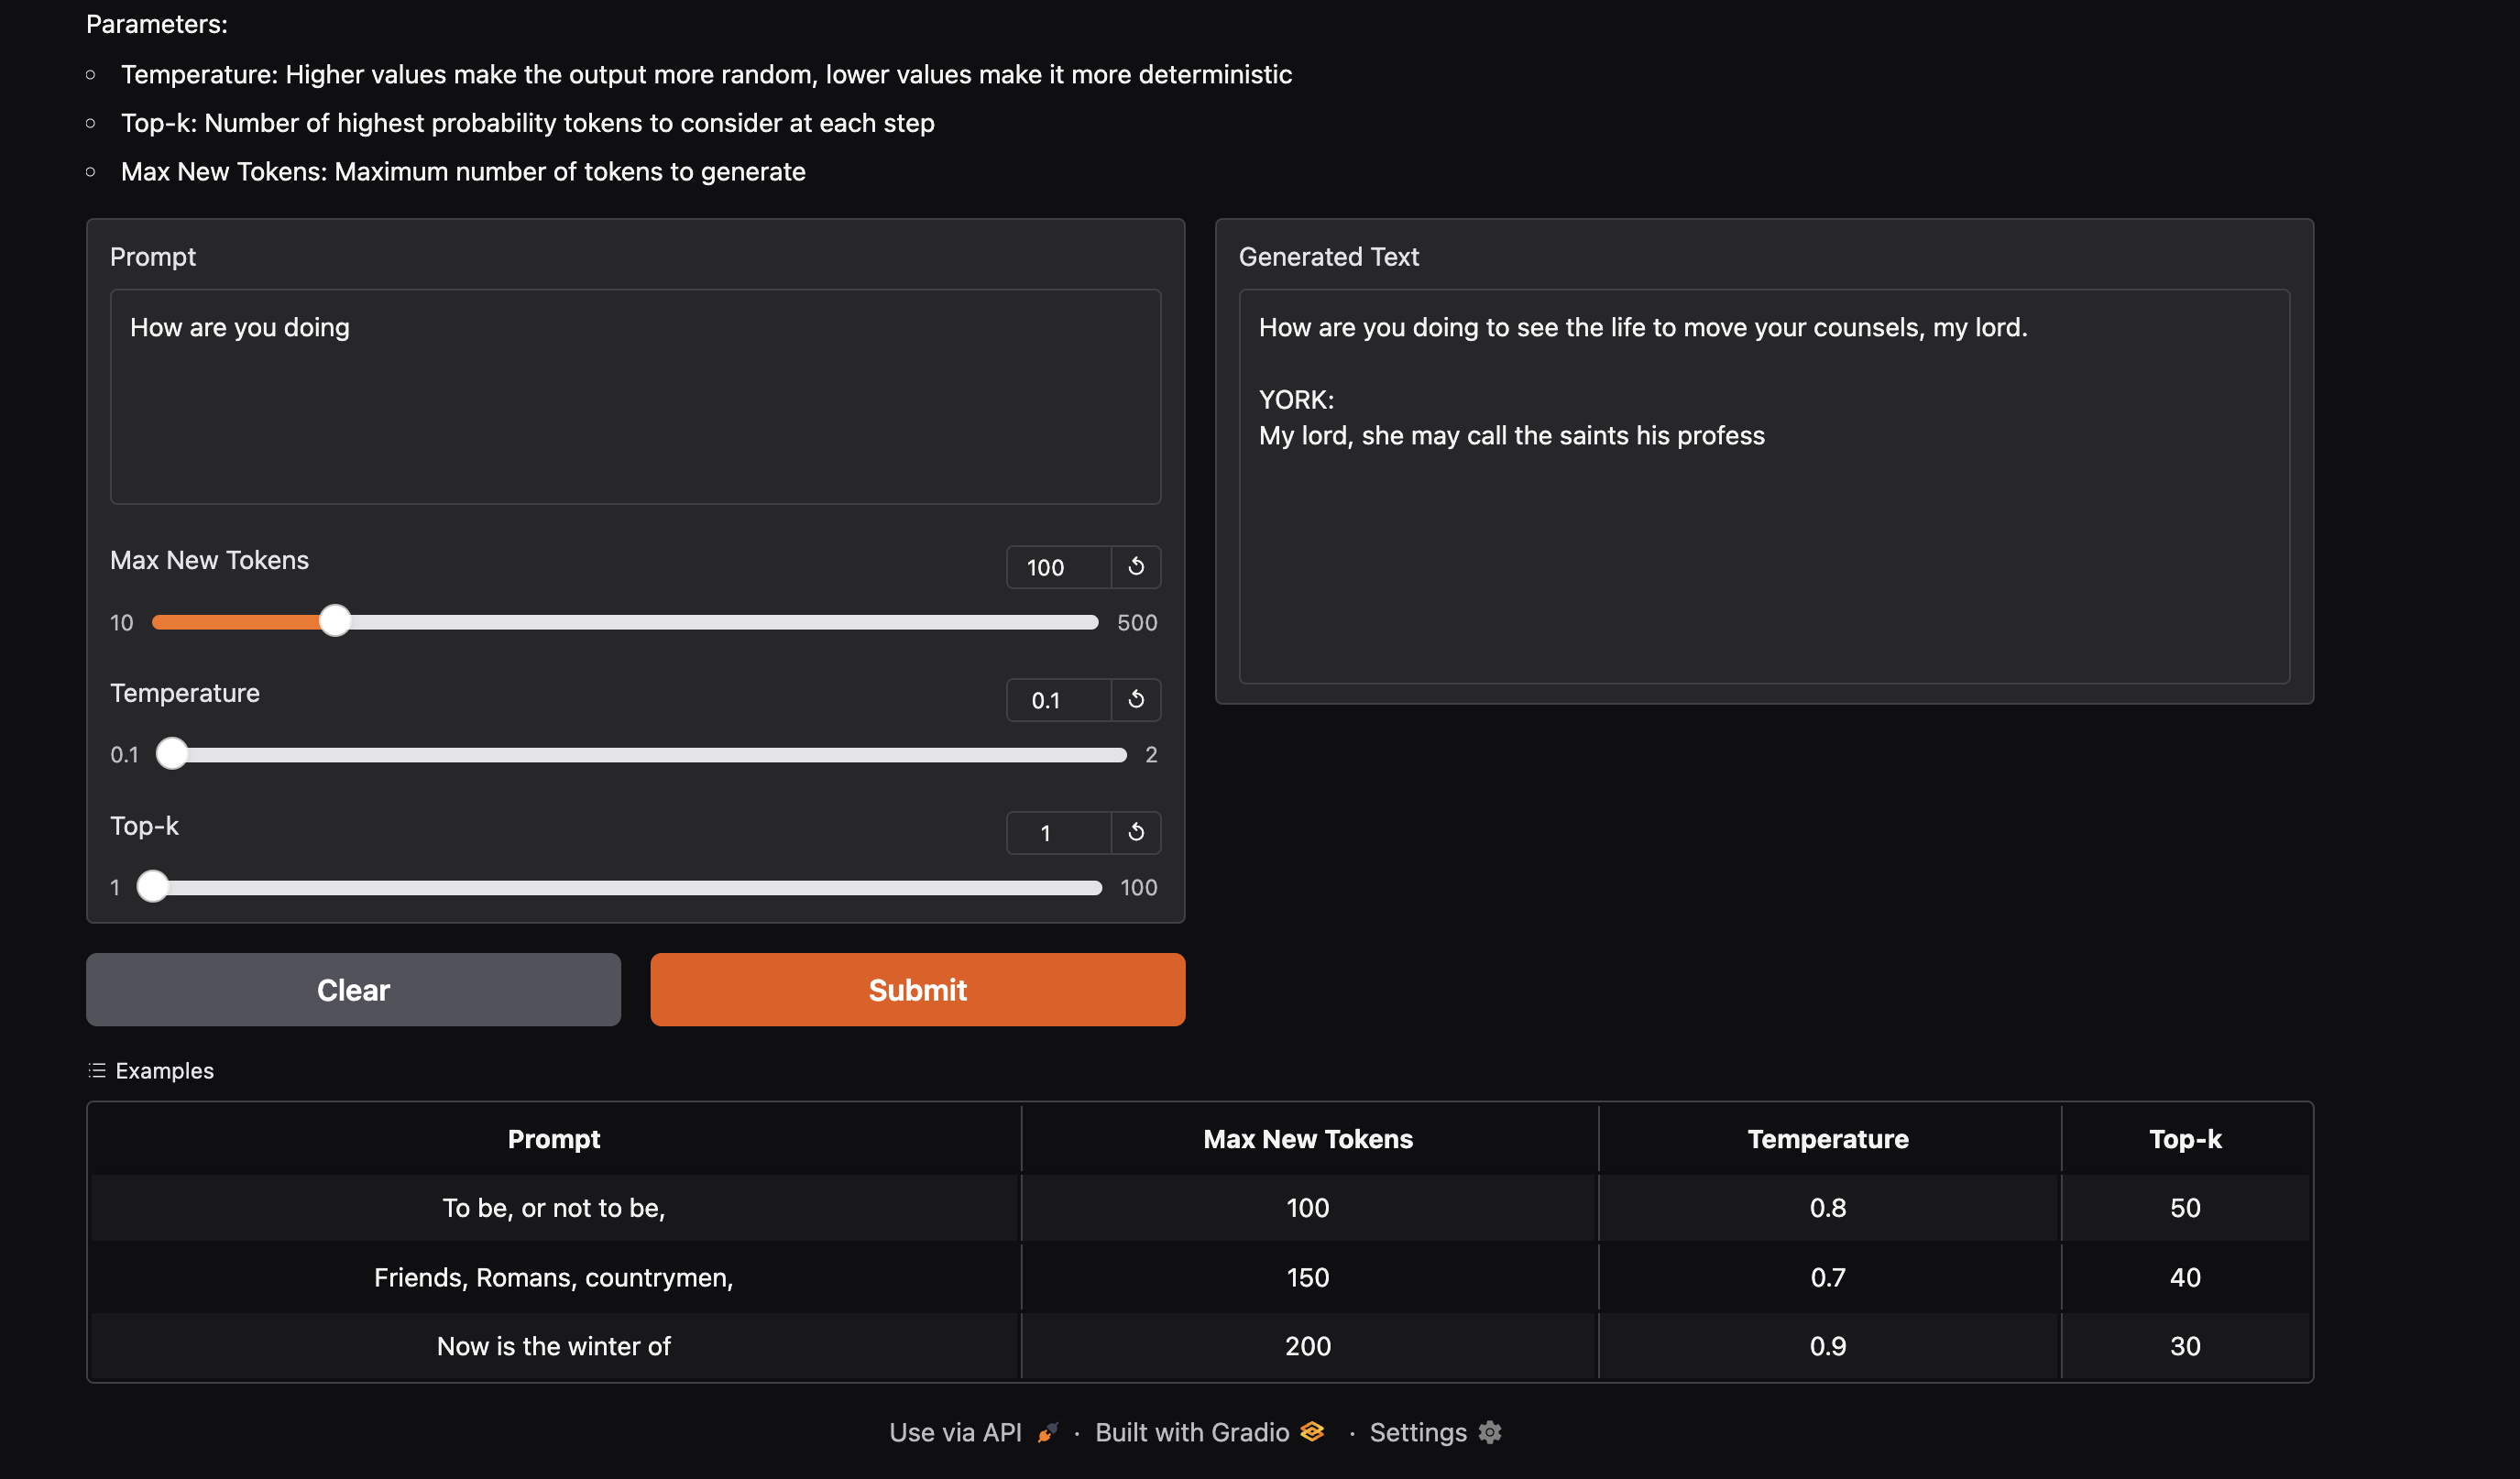 Parameters:
Temperature: Higher values make the output more random, lower values make it more deterministic
Top-k: Number of highest probability tokens to consider at each step
Max New Tokens: Maximum number of tokens to generate
Prompt
How are you doing
Max New Tokens
100
10
500
Temperature
0.1
0.1
2
Top-k
1
1
100
Clear
Submit
Generated Text
How are you doing to see the life to move your counsels, my lord.
YORK:
My lord, she may call the saints his profess
Examples
Prompt Max New Tokens Temperature Top-k
To be, or not to be, 100 0.8 50
Friends, Romans, countrymen, 150 0.7 40
Now is the winter of 200 0.9 30
Use via API · Built with Gradio · Settings